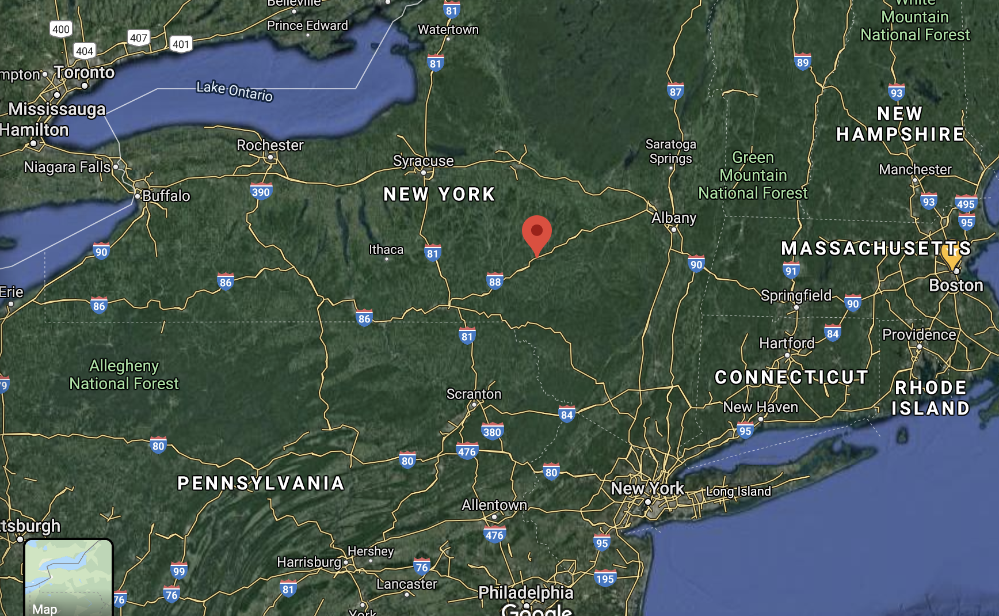 Belleville
81
400
Prince Edward
Watertown
White
Mountain
National Forest
407
401
404
81
89
mpton
Toronto
Lake Ontario
87
93
Mississauga
Hamilton
NEW
HAMPSHIRE
Rochester
Saratoga
Springs
Niagara Falls
Syracuse
Green
Mountain
National Forest
Manchester
390
Buffalo
NEW YORK
93
495
95
Albany
90
Ithaca
81
MASSACHUSETTS
90
91
86
88
Boston
Erie
86
Springfield
90
86
81
84
Providence
Hartford
Allegheny
National Forest
CONNECTICUT
79
Scranton
RHODE
ISLAND
84
New Haven
380
95
80
476
80
80
PENNSYLVANIA
New York
Long Island
Allentown
ttsburgh
476
95
Hershey
Harrisburg
76
99
195
Lancaster
81
76
76
Philadelphia
Map
York
Google